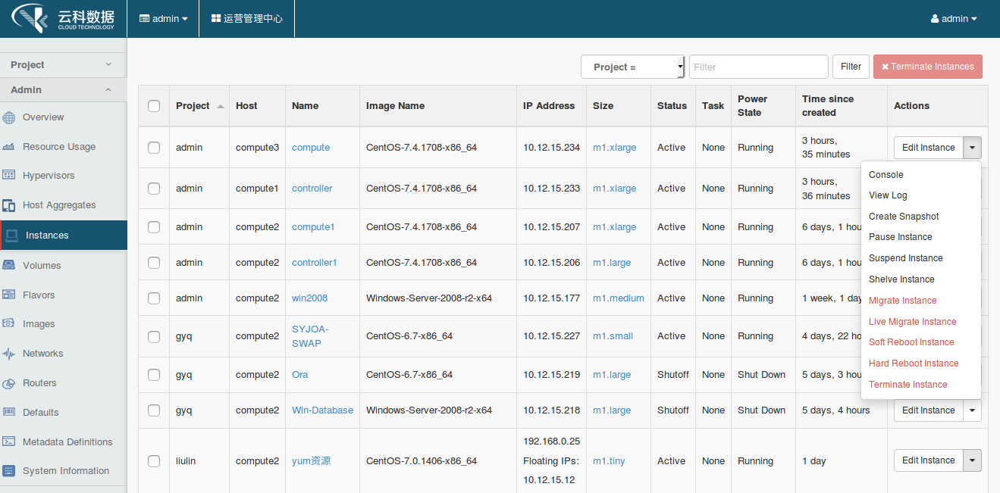 云科数据
CLOUD TECHNOLOGY
admin
运营管理中心
admin
Project
Admin
Overview
Resource Usage
Hypervisors
Host Aggregates
Instances
Volumes
Flavors
Images
Networks
Routers
Defaults
Metadata Definitions
System Information
Project =
Filter
Filter
Terminate Instances
Project Host Name Image Name IP Address Size Status Task Power State Time since created Actions
admin compute3 compute CentOS-7.4.1708-x86_64 10.12.15.234 m1.xlarge Active None Running 3 hours, 35 minutes Edit Instance
admin compute1 controller CentOS-7.4.1708-x86_64 10.12.15.233 m1.xlarge Active None Running 3 hours, 36 minutes
admin compute2 compute1 CentOS-7.4.1708-x86_64 10.12.15.207 m1.xlarge Active None Running 6 days, 1 hou
admin compute2 controller1 CentOS-7.4.1708-x86_64 10.12.15.206 m1.large Active None Running 6 days, 1 hou
admin compute2 win2008 Windows-Server-2008-r2-x64 10.12.15.177 m1.medium Active None Running 1 week, 1 day
gyq compute2 SYJOA-SWAP CentOS-6.7-x86_64 10.12.15.227 m1.small Active None Running 4 days, 22 ho
gyq compute2 Ora CentOS-6.7-x86_64 10.12.15.219 m1.large Shutoff None Shut Down 5 days, 3 hou
gyq compute2 Win-Database Windows-Server-2008-r2-x64 10.12.15.218 m1.large Shutoff None Shut Down 5 days, 4 hours Edit Instance
liulin compute2 yum资源 CentOS-7.0.1406-x86_64 192.168.0.25 Floating IPs: 10.12.15.12 m1.tiny Active None Running 1 day Edit Instance
Console
View Log
Create Snapshot
Pause Instance
Suspend Instance
Shelve Instance
Migrate Instance
Live Migrate Instance
Soft Reboot Instance
Hard Reboot Instance
Terminate Instance